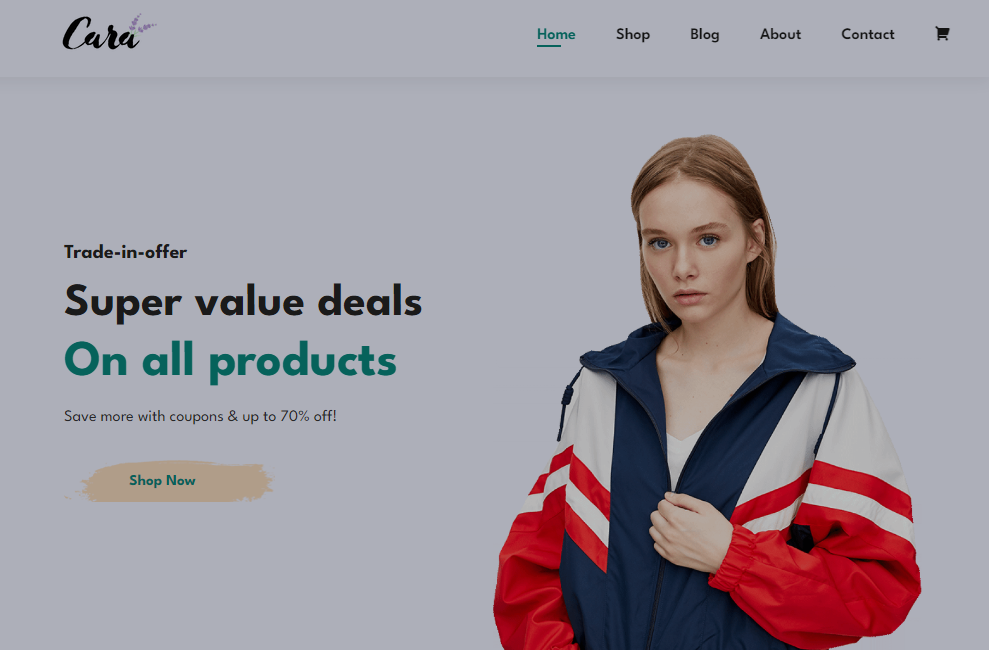 Cara
Home
Shop
Blog
About
Contact
Trade-in-offer
Super value deals
On all products
Save more with coupons & up to 70% off!
Shop Now